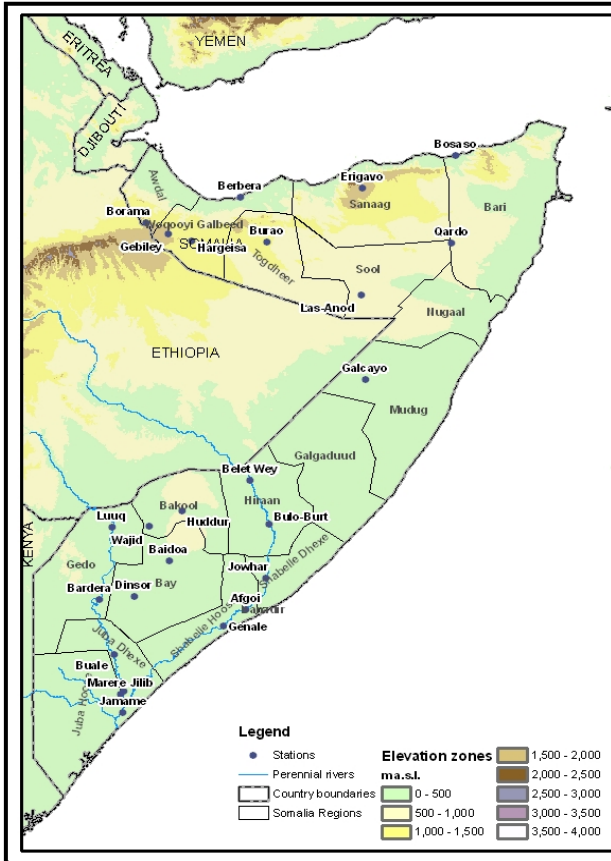 YEMEN
ERITREA
DJIBOUTI
Bosaso
Awdal
Berbera
Erigavo
Sanaag
Bari
Borama
Woqooyi Galbeed
Burao
Qardo
SOMALIA
Gebiley
Hargeisa
Togdheer
Sool
Las-Anod
Nugaal
ETHIOPIA
Galcayo
Mudug
Galgaduud
Belet Wey
Bakool
Hiraan
Luuq
Huddur
Bulo-Burt
KENYA
Wajid
Baidoa
Gedo
Jowhar
Shabelle Dhexe
Bay
Bardera
Dinsor
Afgoi
Shabelle Hoose
Genale
Juba Dhexe
Buale
Marere
Jilib
Juba Hoose
Jamame
Legend
Stations
Perennial rivers
Country boundaries
Somalia Regions
Elevation zones
ma.s.l.
0 - 500
500 - 1,000
1,000 - 1,500
1,500 - 2,000
2,000 - 2,500
2,500 - 3,000
3,000 - 3,500
3,500 - 4,000